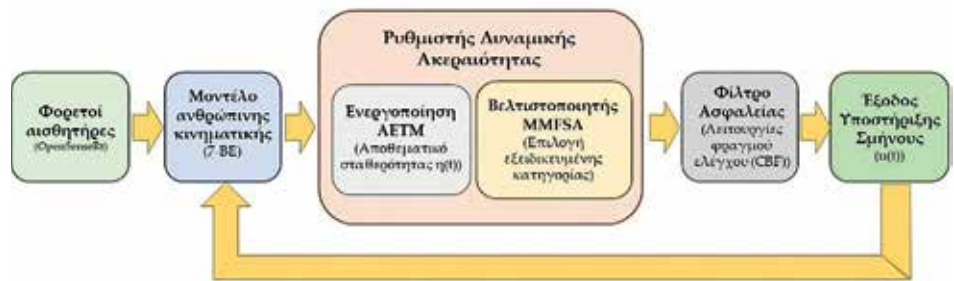 Φορετοί
αισθητήρες
(OpenSenseRT)
Μοντέλο
ανθρώπινης
κινηματικής
(7-ΒΕ)
Ρυθμιστής Δυναμικής
Ακεραιότητας
Ενεργοποίηση
AETM
(Αποθεματικό
σταθερότητας η(t))
Βελτιστοποιητής
MMFSA
(Επιλογή
εξειδικευμένης
κατηγορίας)
Φίλτρο
Ασφαλείας
(Λειτουργίες
φραγμού
ελέγχου (CBF))
Έξοδος
Υποστήριξης
Σμήνους
(u(t))